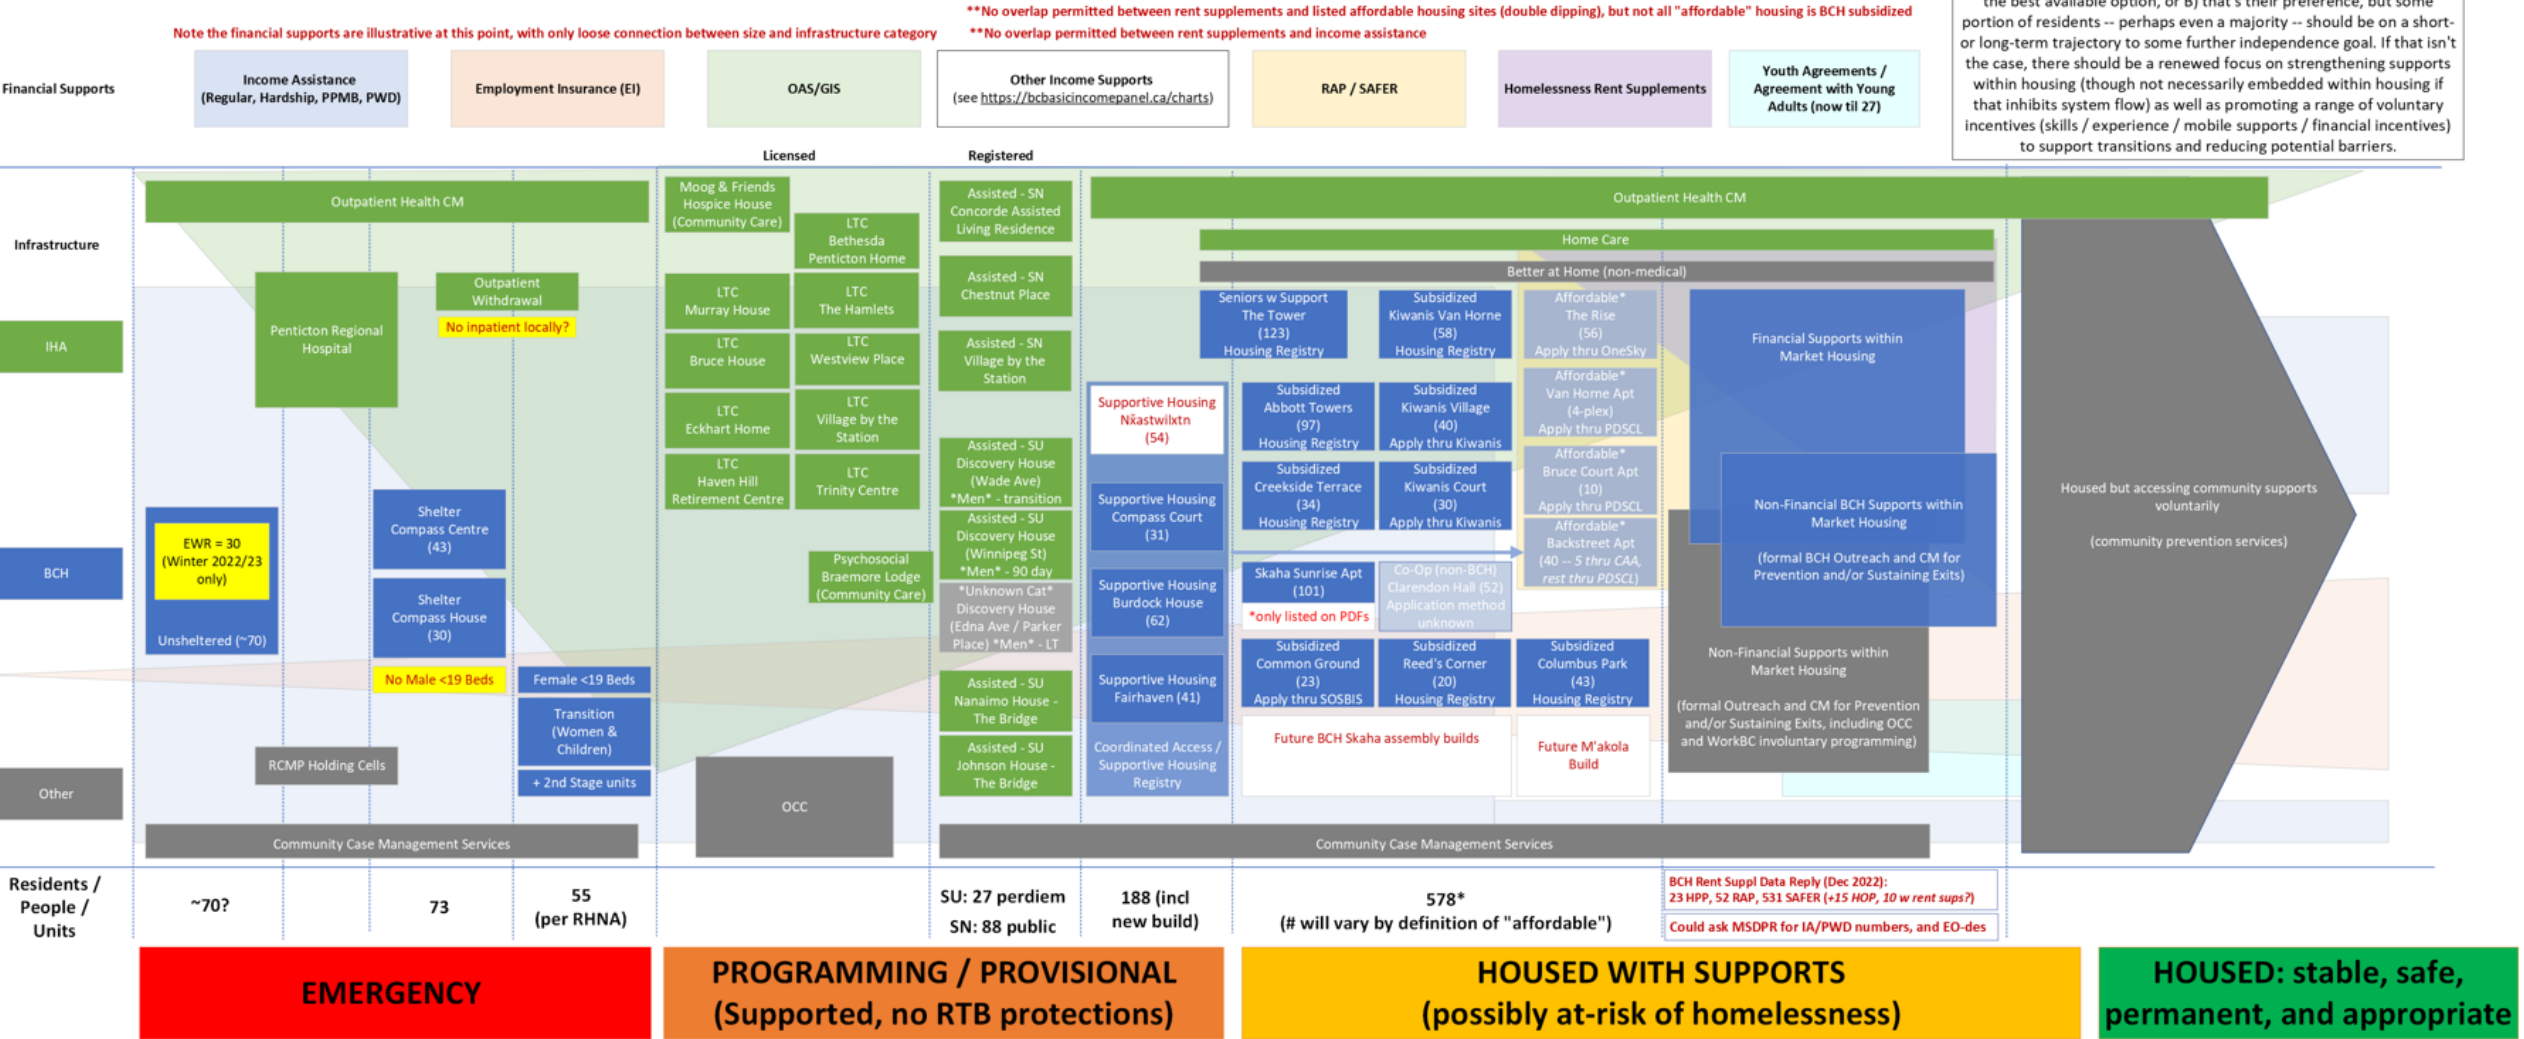 **No overlap permitted between rent supplements and listed affordable housing sites (double dipping), but not all "affordable" housing is BCH subsidized
Note the financial supports are illustrative at this point, with only loose connection between size and infrastructure category
**No overlap permitted between rent supplements and income assistance
the best available option, or B) that's their preference, but some
portion of residents -- perhaps even a majority -- should be on a short-
or long-term trajectory to some further independence goal. If that isn't
the case, there should be a renewed focus on strengthening supports
within housing (though not necessarily embedded within housing if
that inhibits system flow) as well as promoting a range of voluntary
incentives (skills / experience / mobile supports / financial incentives)
to support transitions and reducing potential barriers.
Financial Supports
Income Assistance
(Regular, Hardship, PPMB, PWD)
Employment Insurance (EI)
OAS/GIS
Other Income Supports
(see https://bcbasicincomepanel.ca/charts)
RAP / SAFER
Homelessness Rent Supplements
Youth Agreements /
Agreement with Young
Adults (now til 27)
Licensed
Registered
Infrastructure
IHA
BCH
Other
Outpatient Health CM
Penticton Regional
Hospital
Outpatient
Withdrawal
No inpatient locally?
EWR = 30
(Winter 2022/23
only)
Unsheltered (~70)
Shelter
Compass Centre
(43)
Shelter
Compass House
(30)
No Male <19 Beds
Female <19 Beds
Transition
(Women &
Children)
+ 2nd Stage units
RCMP Holding Cells
Community Case Management Services
Moog & Friends
Hospice House
(Community Care)
LTC
Murray House
LTC
Bruce House
LTC
Eckhart Home
LTC
Haven Hill
Retirement Centre
LTC
Bethesda
Penticton Home
LTC
The Hamlets
LTC
Westview Place
LTC
Village by the
Station
LTC
Trinity Centre
Psychosocial
Braemore Lodge
(Community Care)
OCC
Assisted - SN
Concorde Assisted
Living Residence
Assisted - SN
Chestnut Place
Assisted - SN
Village by the
Station
Assisted - SU
Discovery House
(Wade Ave)
*Men* - transition
Assisted - SU
Discovery House
(Winnipeg St)
*Men* - 90 day
*Unknown Cat*
Discovery House
(Edna Ave / Parker
Place) *Men* - LT
Assisted - SU
Nanaimo House -
The Bridge
Assisted - SU
Johnson House -
The Bridge
Outpatient Health CM
Home Care
Better at Home (non-medical)
Supportive Housing
Nx̌astwilxtn
(54)
Supportive Housing
Compass Court
(31)
Supportive Housing
Burdock House
(62)
Supportive Housing
Fairhaven (41)
Coordinated Access /
Supportive Housing
Registry
Seniors w Support
The Tower
(123)
Housing Registry
Subsidized
Abbott Towers
(97)
Housing Registry
Subsidized
Creekside Terrace
(34)
Housing Registry
Skaha Sunrise Apt
(101)
*only listed on PDFs
Subsidized
Common Ground
(23)
Apply thru SOSBIS
Subsidized
Kiwanis Van Horne
(58)
Housing Registry
Subsidized
Kiwanis Village
(40)
Apply thru Kiwanis
Subsidized
Kiwanis Court
(30)
Apply thru Kiwanis
Co-Op (non-BCH)
Clarendon Hall (52)
Application method
unknown
Subsidized
Reed's Corner
(20)
Housing Registry
Future BCH Skaha assembly builds
Affordable*
The Rise
(56)
Apply thru OneSky
Affordable*
Van Horne Apt
(4-plex)
Apply thru PDSCL
Affordable*
Bruce Court Apt
(10)
Apply thru PDSCL
Affordable*
Backstreet Apt
(40 -- 5 thru CAA,
rest thru PDSCL)
Subsidized
Columbus Park
(43)
Housing Registry
Future M'akola
Build
Financial Supports within
Market Housing
Non-Financial BCH Supports within
Market Housing
(formal BCH Outreach and CM for
Prevention and/or Sustaining Exits)
Non-Financial Supports within
Market Housing
(formal Outreach and CM for Prevention
and/or Sustaining Exits, including OCC
and WorkBC involuntary programming)
Housed but accessing community supports
voluntarily
(community prevention services)
Community Case Management Services
Residents /
People /
Units
~70?
73
55
(per RHNA)
SU: 27 perdiem
SN: 88 public
188 (incl
new build)
578*
(# will vary by definition of "affordable")
BCH Rent Suppl Data Reply (Dec 2022):
23 HPP, 52 RAP, 531 SAFER (+15 HOP, 10 w rent sups?)
Could ask MSDPR for IA/PWD numbers, and EO-des
EMERGENCY
PROGRAMMING / PROVISIONAL
(Supported, no RTB protections)
HOUSED WITH SUPPORTS
(possibly at-risk of homelessness)
HOUSED: stable, safe,
permanent, and appropriate